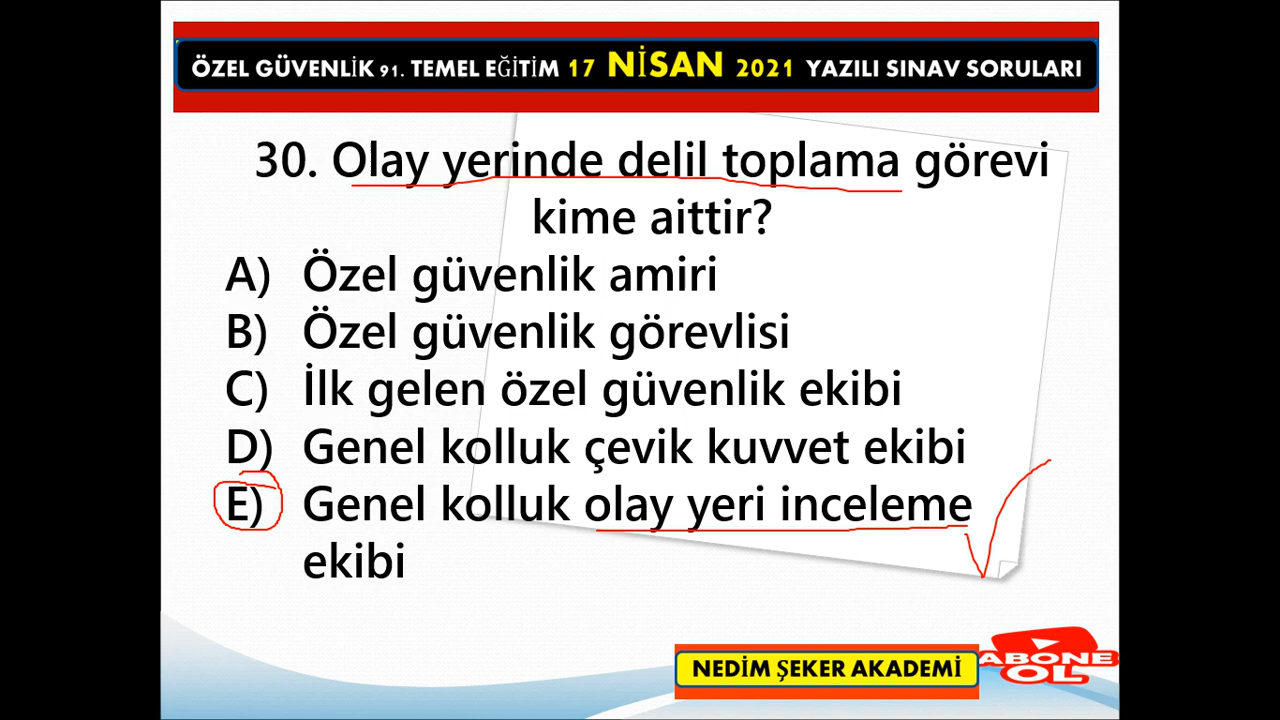 ÖZEL GÜVENLİK 91. TEMEL EĞİTİM 17 NİSAN 2021 YAZILI SINAV SORULARI
30. Olay yerinde delil toplama görevi
kime aittir?
A) Özel güvenlik amiri
B) Özel güvenlik görevlisi
C) İlk gelen özel güvenlik ekibi
D) Genel kolluk çevik kuvvet ekibi
E) Genel kolluk olay yeri inceleme
ekibi
NEDİM ŞEKER AKADEMİ
ABONE
OL